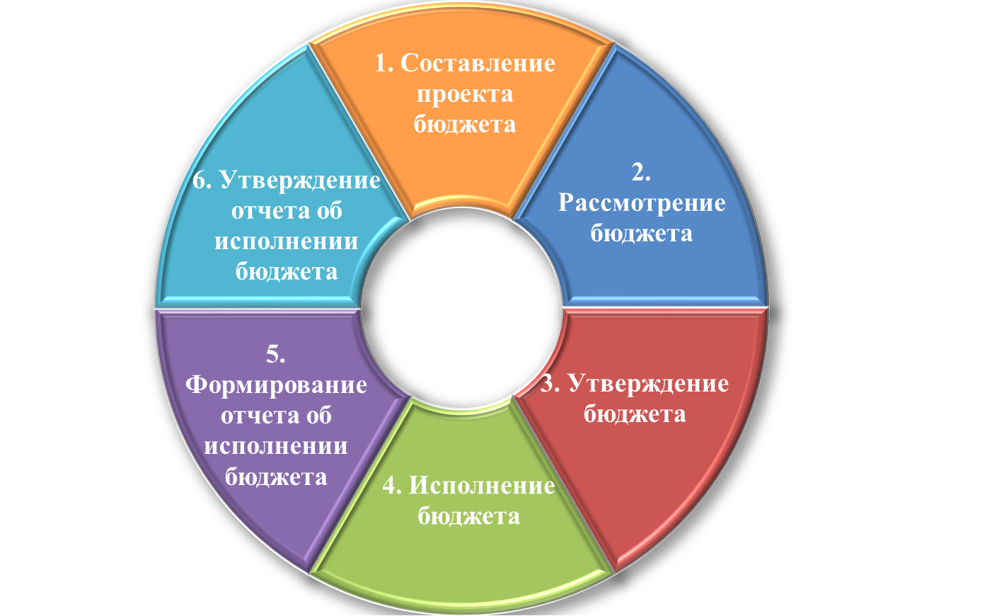 1. Составление
проекта
бюджета
2.
Рассмотрение
бюджета
3. Утверждение
бюджета
4. Исполнение
бюджета
5.
Формирование
отчета об
исполнении
бюджета
6. Утверждение
отчета об
исполнении
бюджета